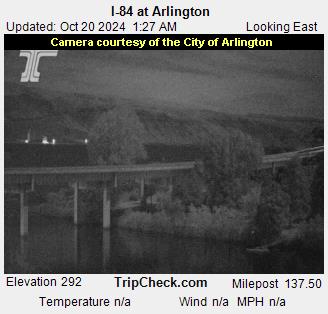 I-84 at Arlington
Updated: Oct 20 2024 1:27 AM Looking East
Camera courtesy of the City of Arlington
Elevation 292 TripCheck.com Milepost 137.50
Temperature n/a Wind n/a MPH n/a